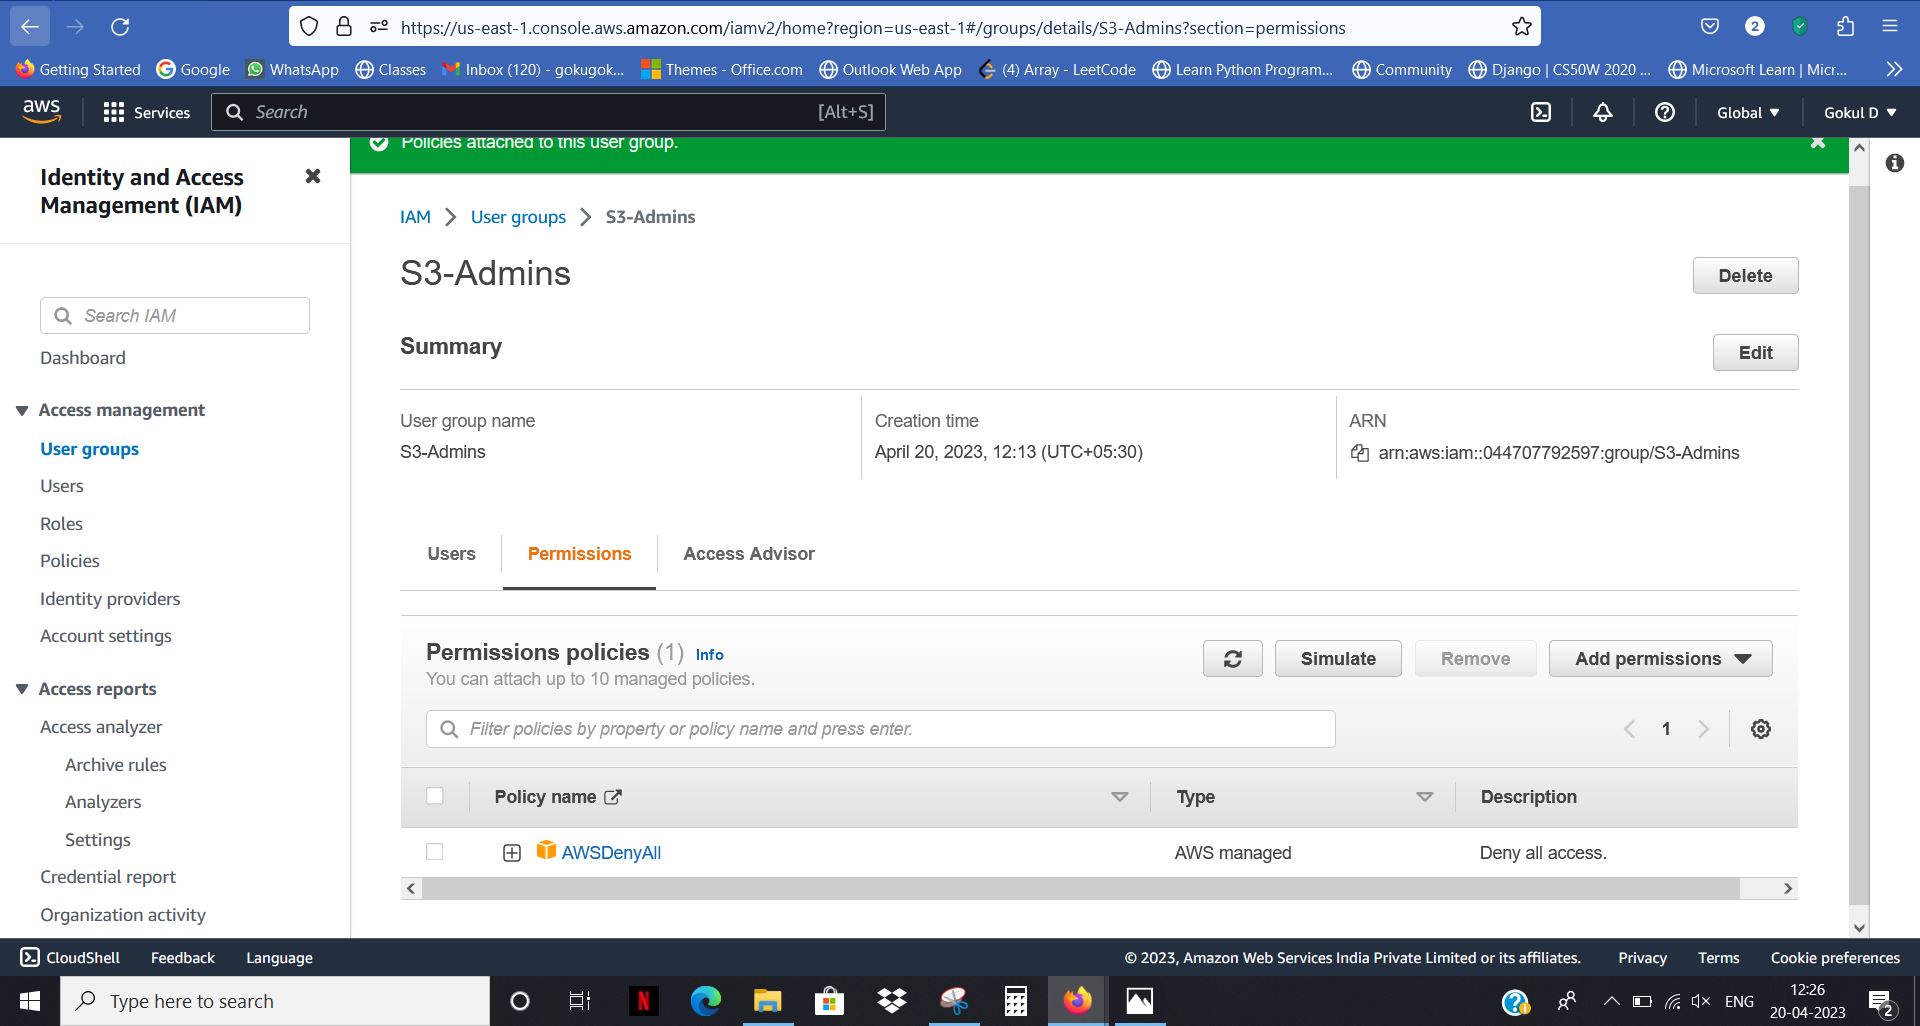 https://us-east-1.console.aws.amazon.com/iamv2/home?region=us-east-1#/groups/details/S3-Admins?section=permissions
2
Getting Started
Google
WhatsApp
Classes
Inbox (120) - gokugok...
Themes - Office.com
Outlook Web App
(4) Array - LeetCode
Learn Python Program...
Community
Django | CS50W 2020 ...
Microsoft Learn | Micr...
aws
Services
Search
[Alt+S]
Global
Gokul D
Identity and Access
Management (IAM)
Search IAM
Dashboard
Access management
User groups
Users
Roles
Policies
Identity providers
Account settings
Access reports
Access analyzer
Archive rules
Analyzers
Settings
Credential report
Organization activity
Policies attached to this user group.
IAM
User groups
S3-Admins
S3-Admins
Delete
Summary
Edit
User group name
S3-Admins
Creation time
April 20, 2023, 12:13 (UTC+05:30)
ARN
arn:aws:iam::044707792597:group/S3-Admins
Users
Permissions
Access Advisor
Permissions policies (1) Info
You can attach up to 10 managed policies.
Simulate
Remove
Add permissions
Filter policies by property or policy name and press enter.
1
Policy name
Type
Description
AWSDenyAll
AWS managed
Deny all access.
CloudShell
Feedback
Language
© 2023, Amazon Web Services India Private Limited or its affiliates.
Privacy
Terms
Cookie preferences
Type here to search
N
ENG
12:26
20-04-2023
2